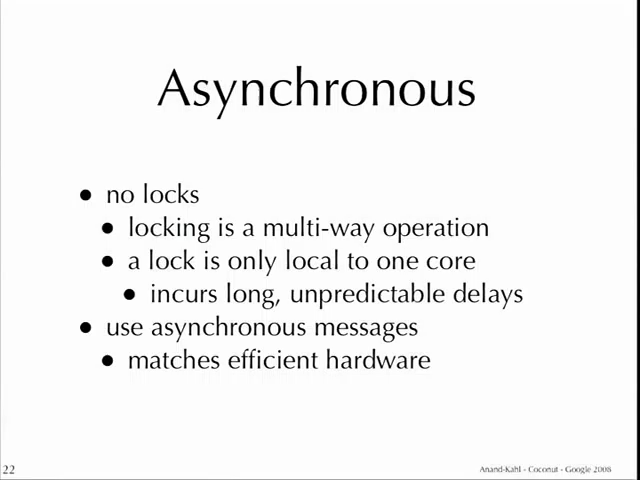 Asynchronous
• no locks
• locking is a multi-way operation
• a lock is only local to one core
• incurs long, unpredictable delays
• use asynchronous messages
• matches efficient hardware
22
Anand-Kahl - Coconut - Google 2008